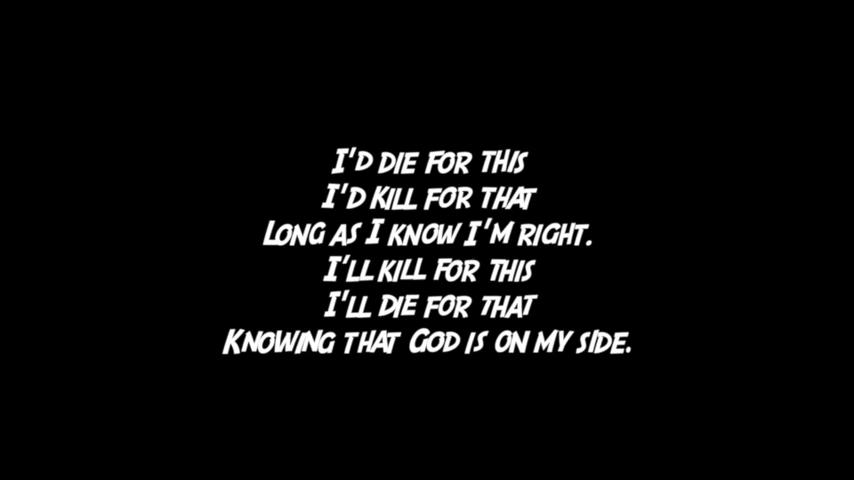 I'd die for this
I'd kill for that
Long as I know I'm right.
I'll kill for this
I'll die for that
Knowing that God is on my side.